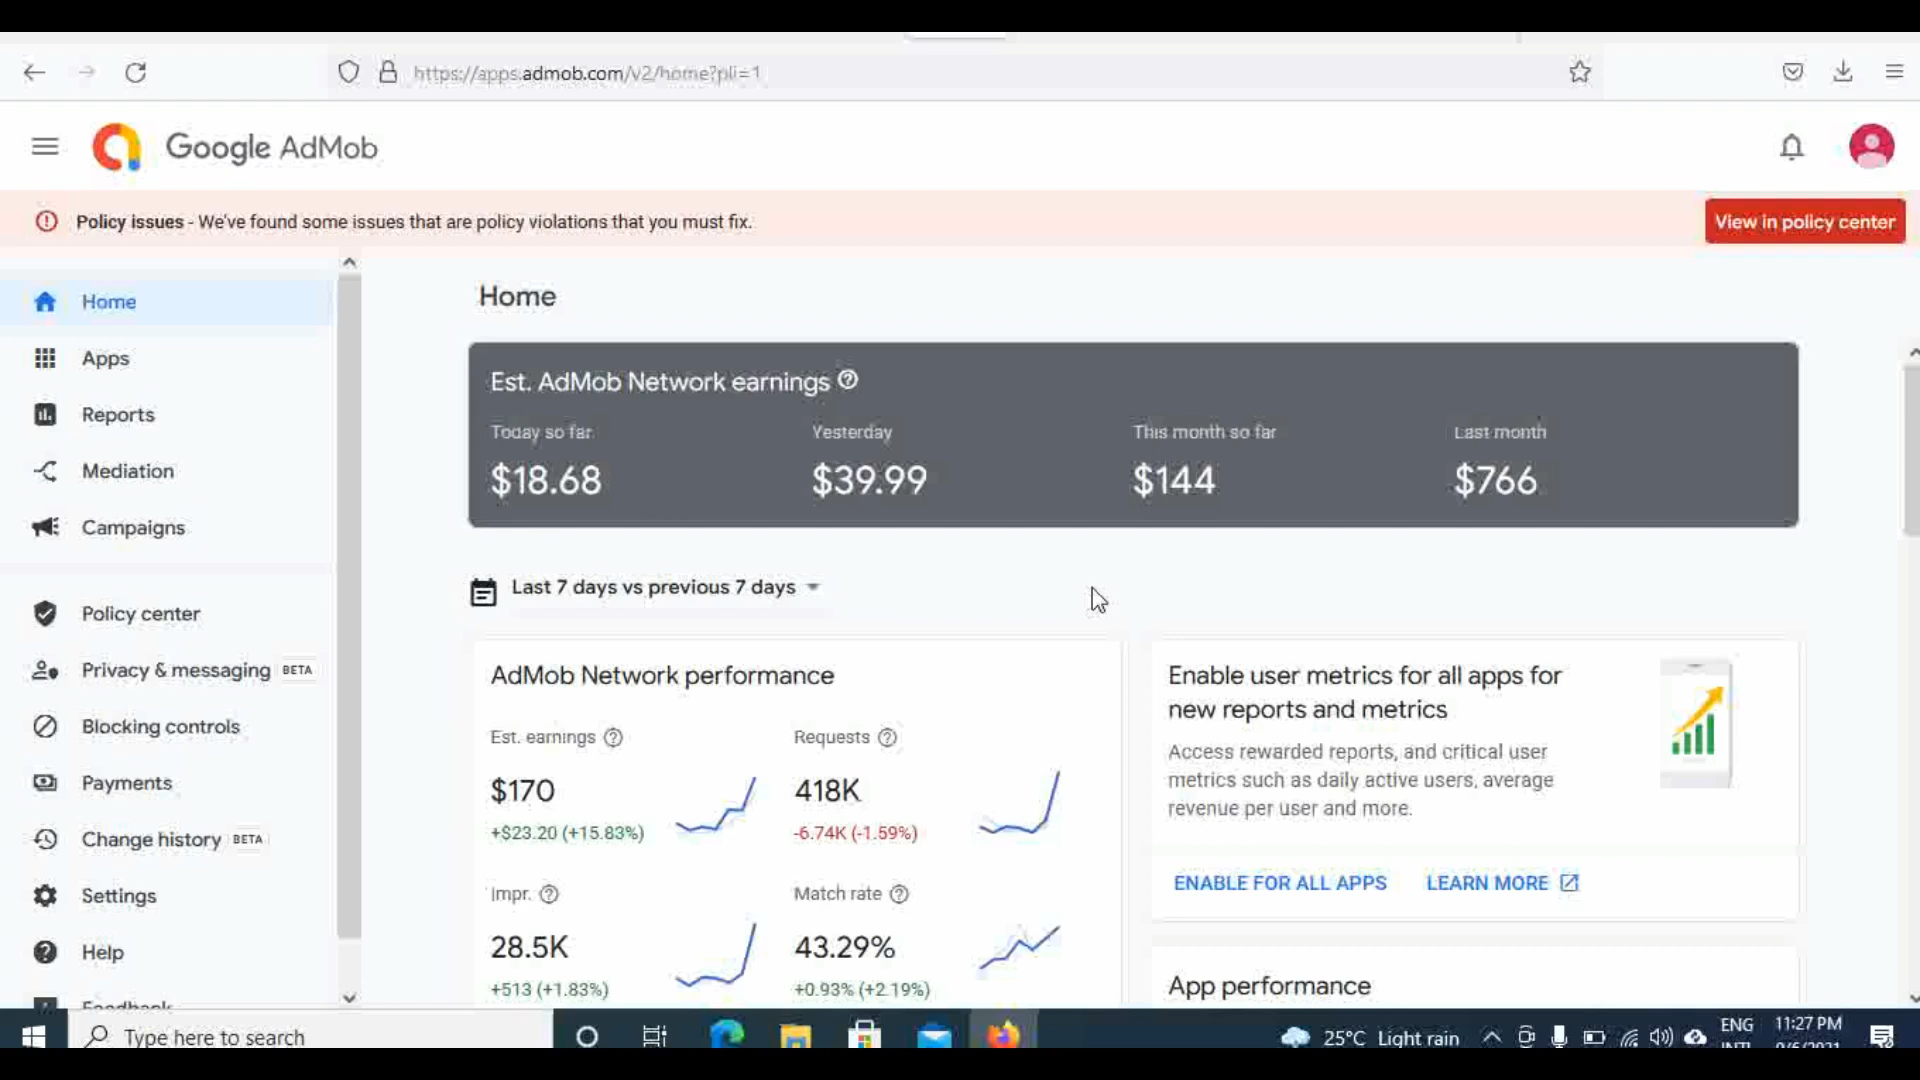 https://apps.admob.com/v2/home?pli=1
Google AdMob
Policy issues - We've found some issues that are policy violations that you must fix.
View in policy center
Home
Apps
Reports
Mediation
Campaigns
Policy center
Privacy & messaging BETA
Blocking controls
Payments
Change history BETA
Settings
Help
Feedback
Home
Est. AdMob Network earnings
Today so far
$18.68
Yesterday
$39.99
This month so far
$144
Last month
$766
Last 7 days vs previous 7 days
AdMob Network performance
Est. earnings
$170
+$23.20 (+15.83%)
Requests
418K
-6.74K (-1.59%)
Impr.
28.5K
+513 (+1.83%)
Match rate
43.29%
+0.93% (+2.19%)
Enable user metrics for all apps for
new reports and metrics
Access rewarded reports, and critical user
metrics such as daily active users, average
revenue per user and more.
ENABLE FOR ALL APPS
LEARN MORE
App performance
Type here to search
25°C Light rain
ENG
INTL
11:27 PM
9/6/2021